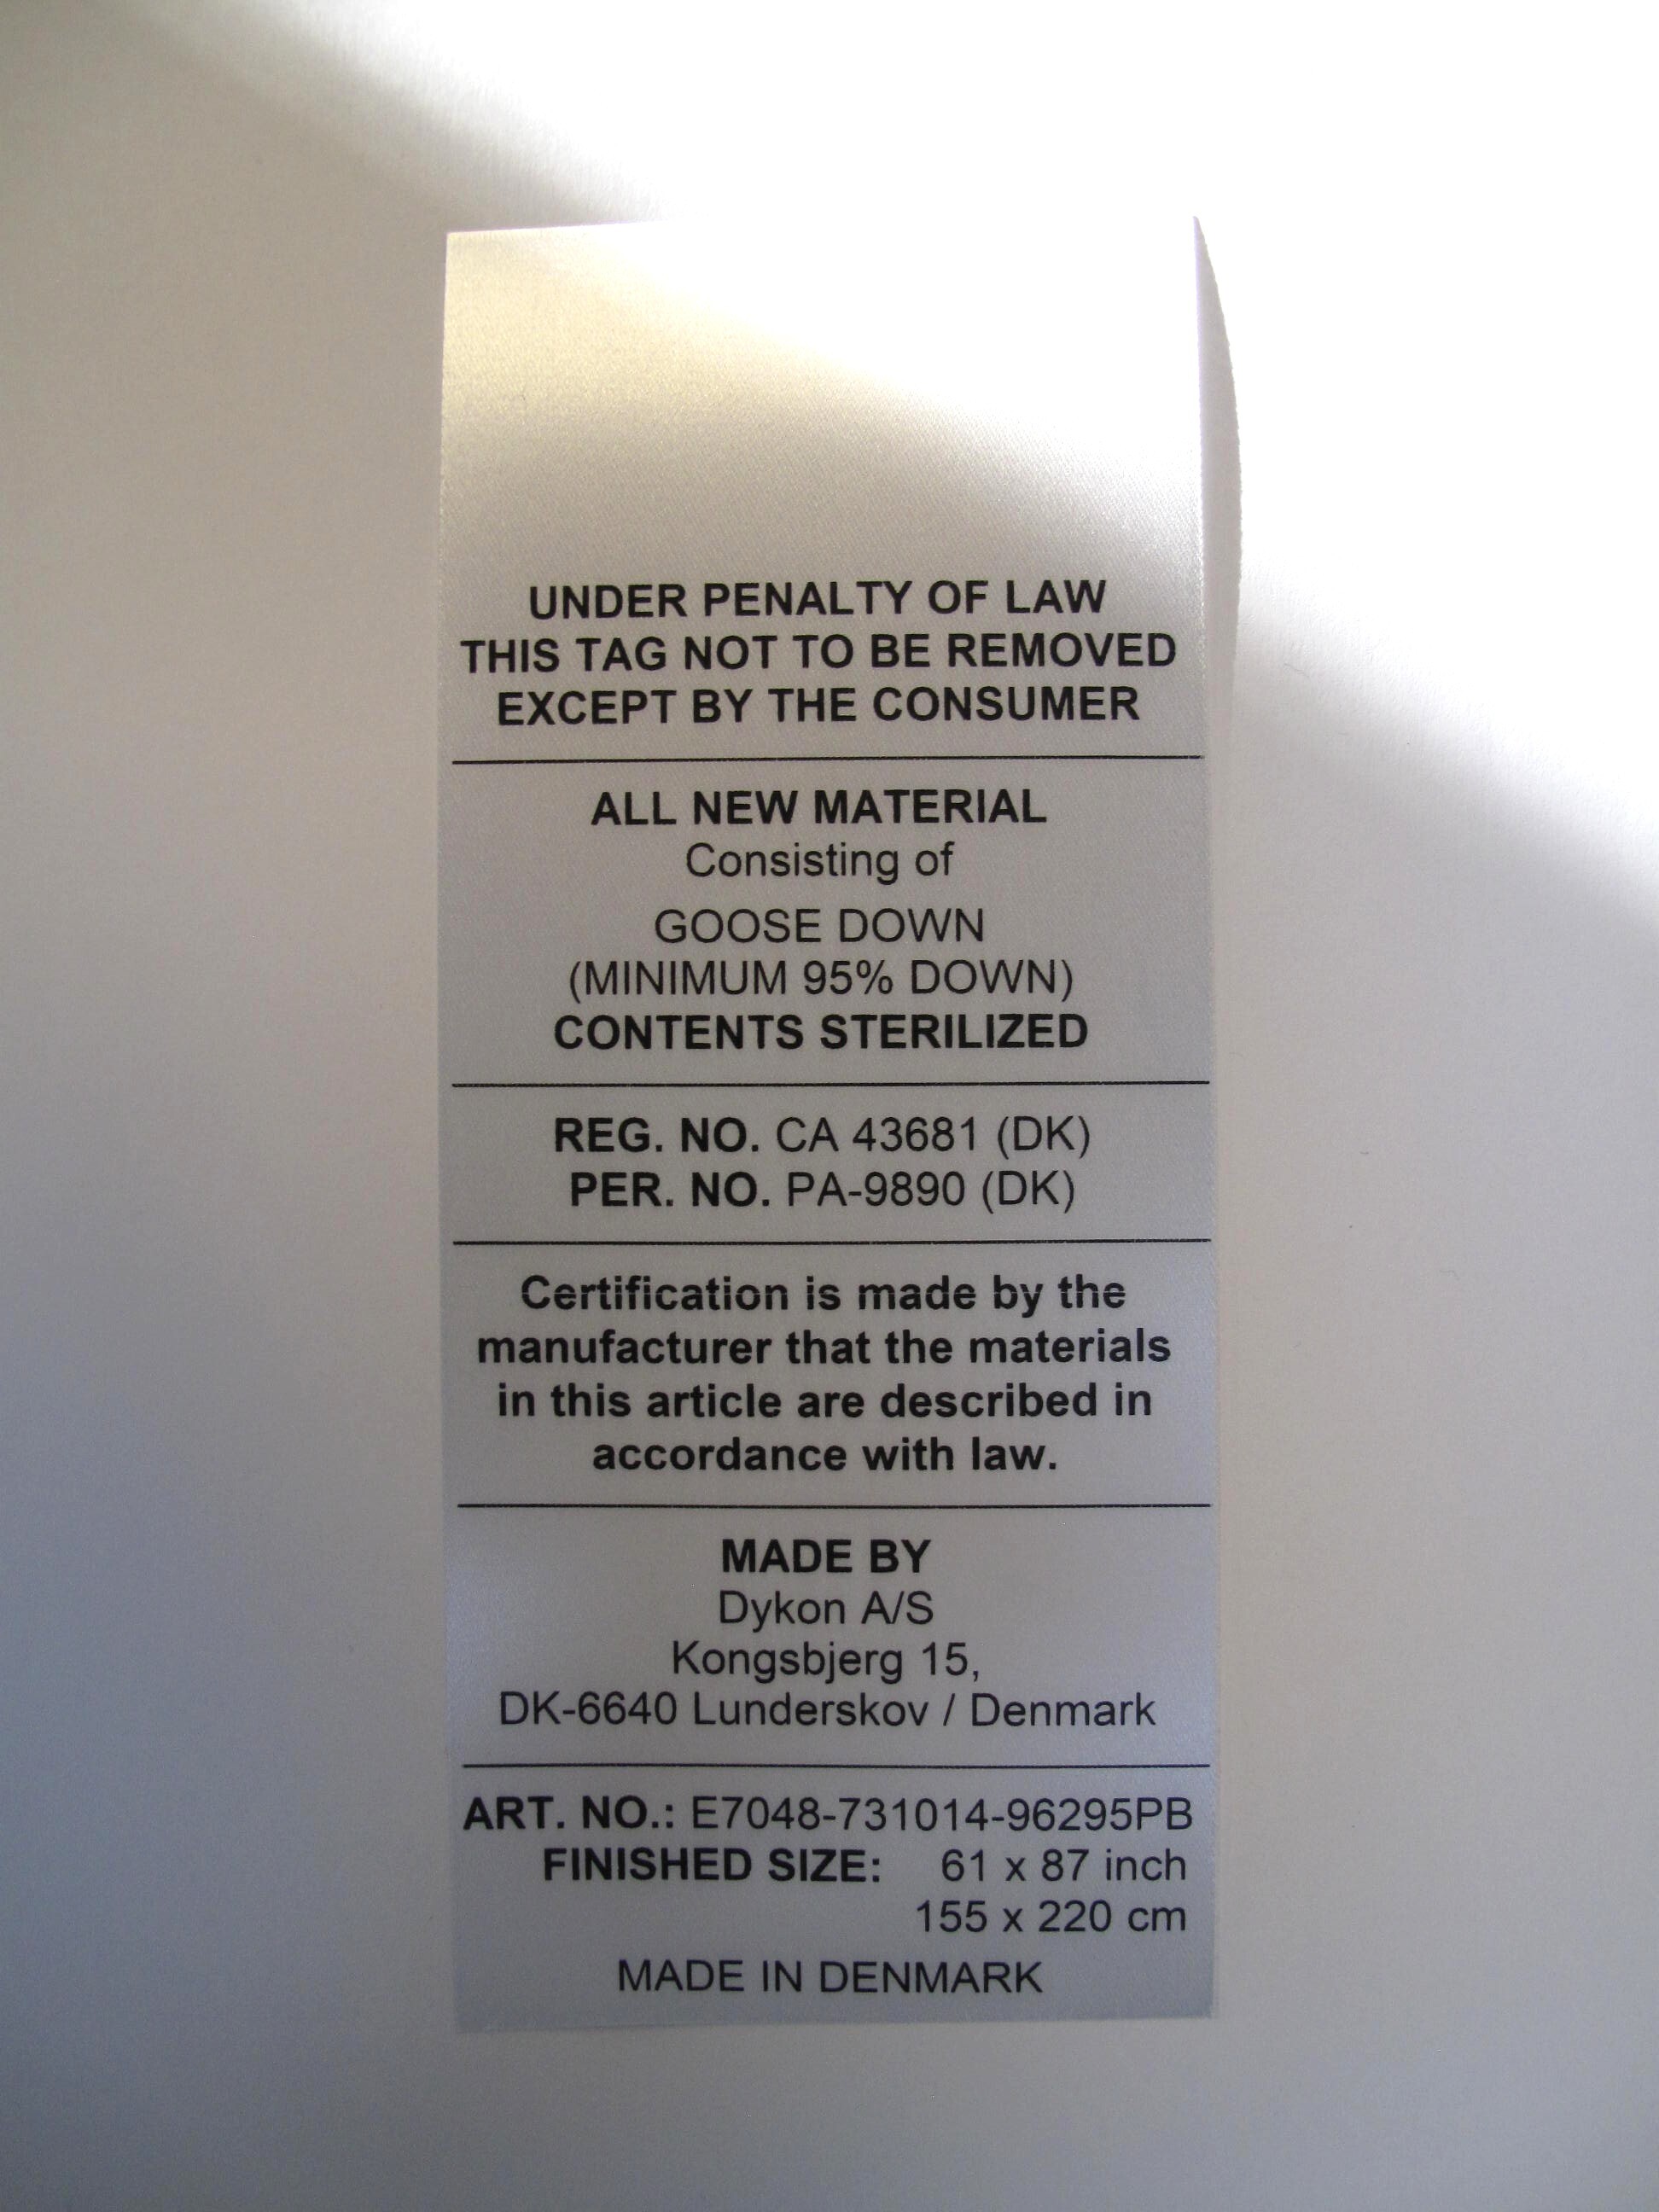 UNDER PENALTY OF LAW
THIS TAG NOT TO BE REMOVED
EXCEPT BY THE CONSUMER
ALL NEW MATERIAL
Consisting of
GOOSE DOWN
(MINIMUM 95% DOWN)
CONTENTS STERILIZED
REG. NO. CA 43681 (DK)
PER. NO. PA-9890 (DK)
Certification is made by the
manufacturer that the materials
in this article are described in
accordance with law.
MADE BY
Dykon A/S
Kongsbjerg 15,
DK-6640 Lunderskov / Denmark
ART. NO.: E7048-731014-96295PB
FINISHED SIZE: 61 x 87 inch
155 x 220 cm
MADE IN DENMARK